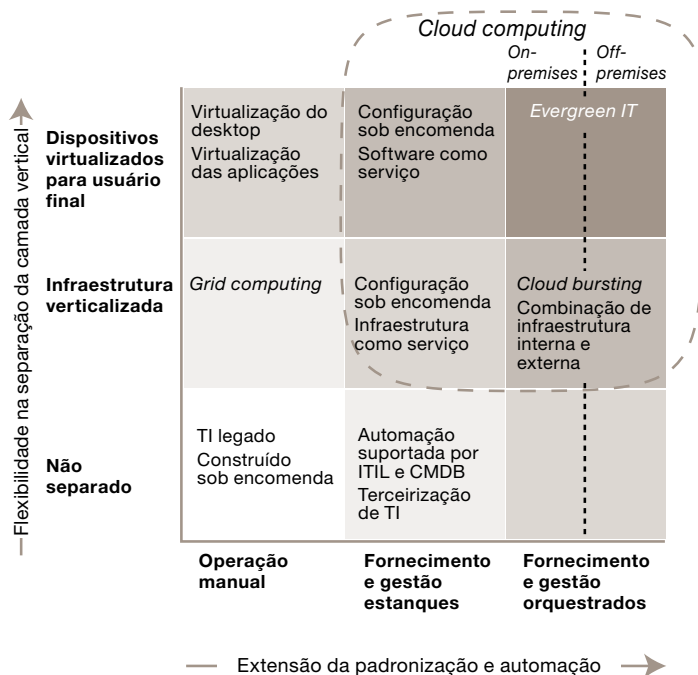 Cloud computing
On-
premises
Off-
premises
Flexibilidade na separação da camada vertical
Dispositivos
virtualizados
para usuário
final
Virtualização do
desktop
Virtualização
das aplicações
Configuração
sob encomenda
Software como
serviço
Evergreen IT
Infraestrutura
verticalizada
Grid computing
Configuração
sob encomenda
Infraestrutura
como serviço
Cloud bursting
Combinação de
infraestrutura
interna e
externa
Não
separado
TI legado
Construído
sob encomenda
Automação
suportada por
ITIL e CMDB
Terceirização
de TI
Operação
manual
Fornecimento
e gestão
estanques
Fornecimento
e gestão
orquestrados
Extensão da padronização e automação